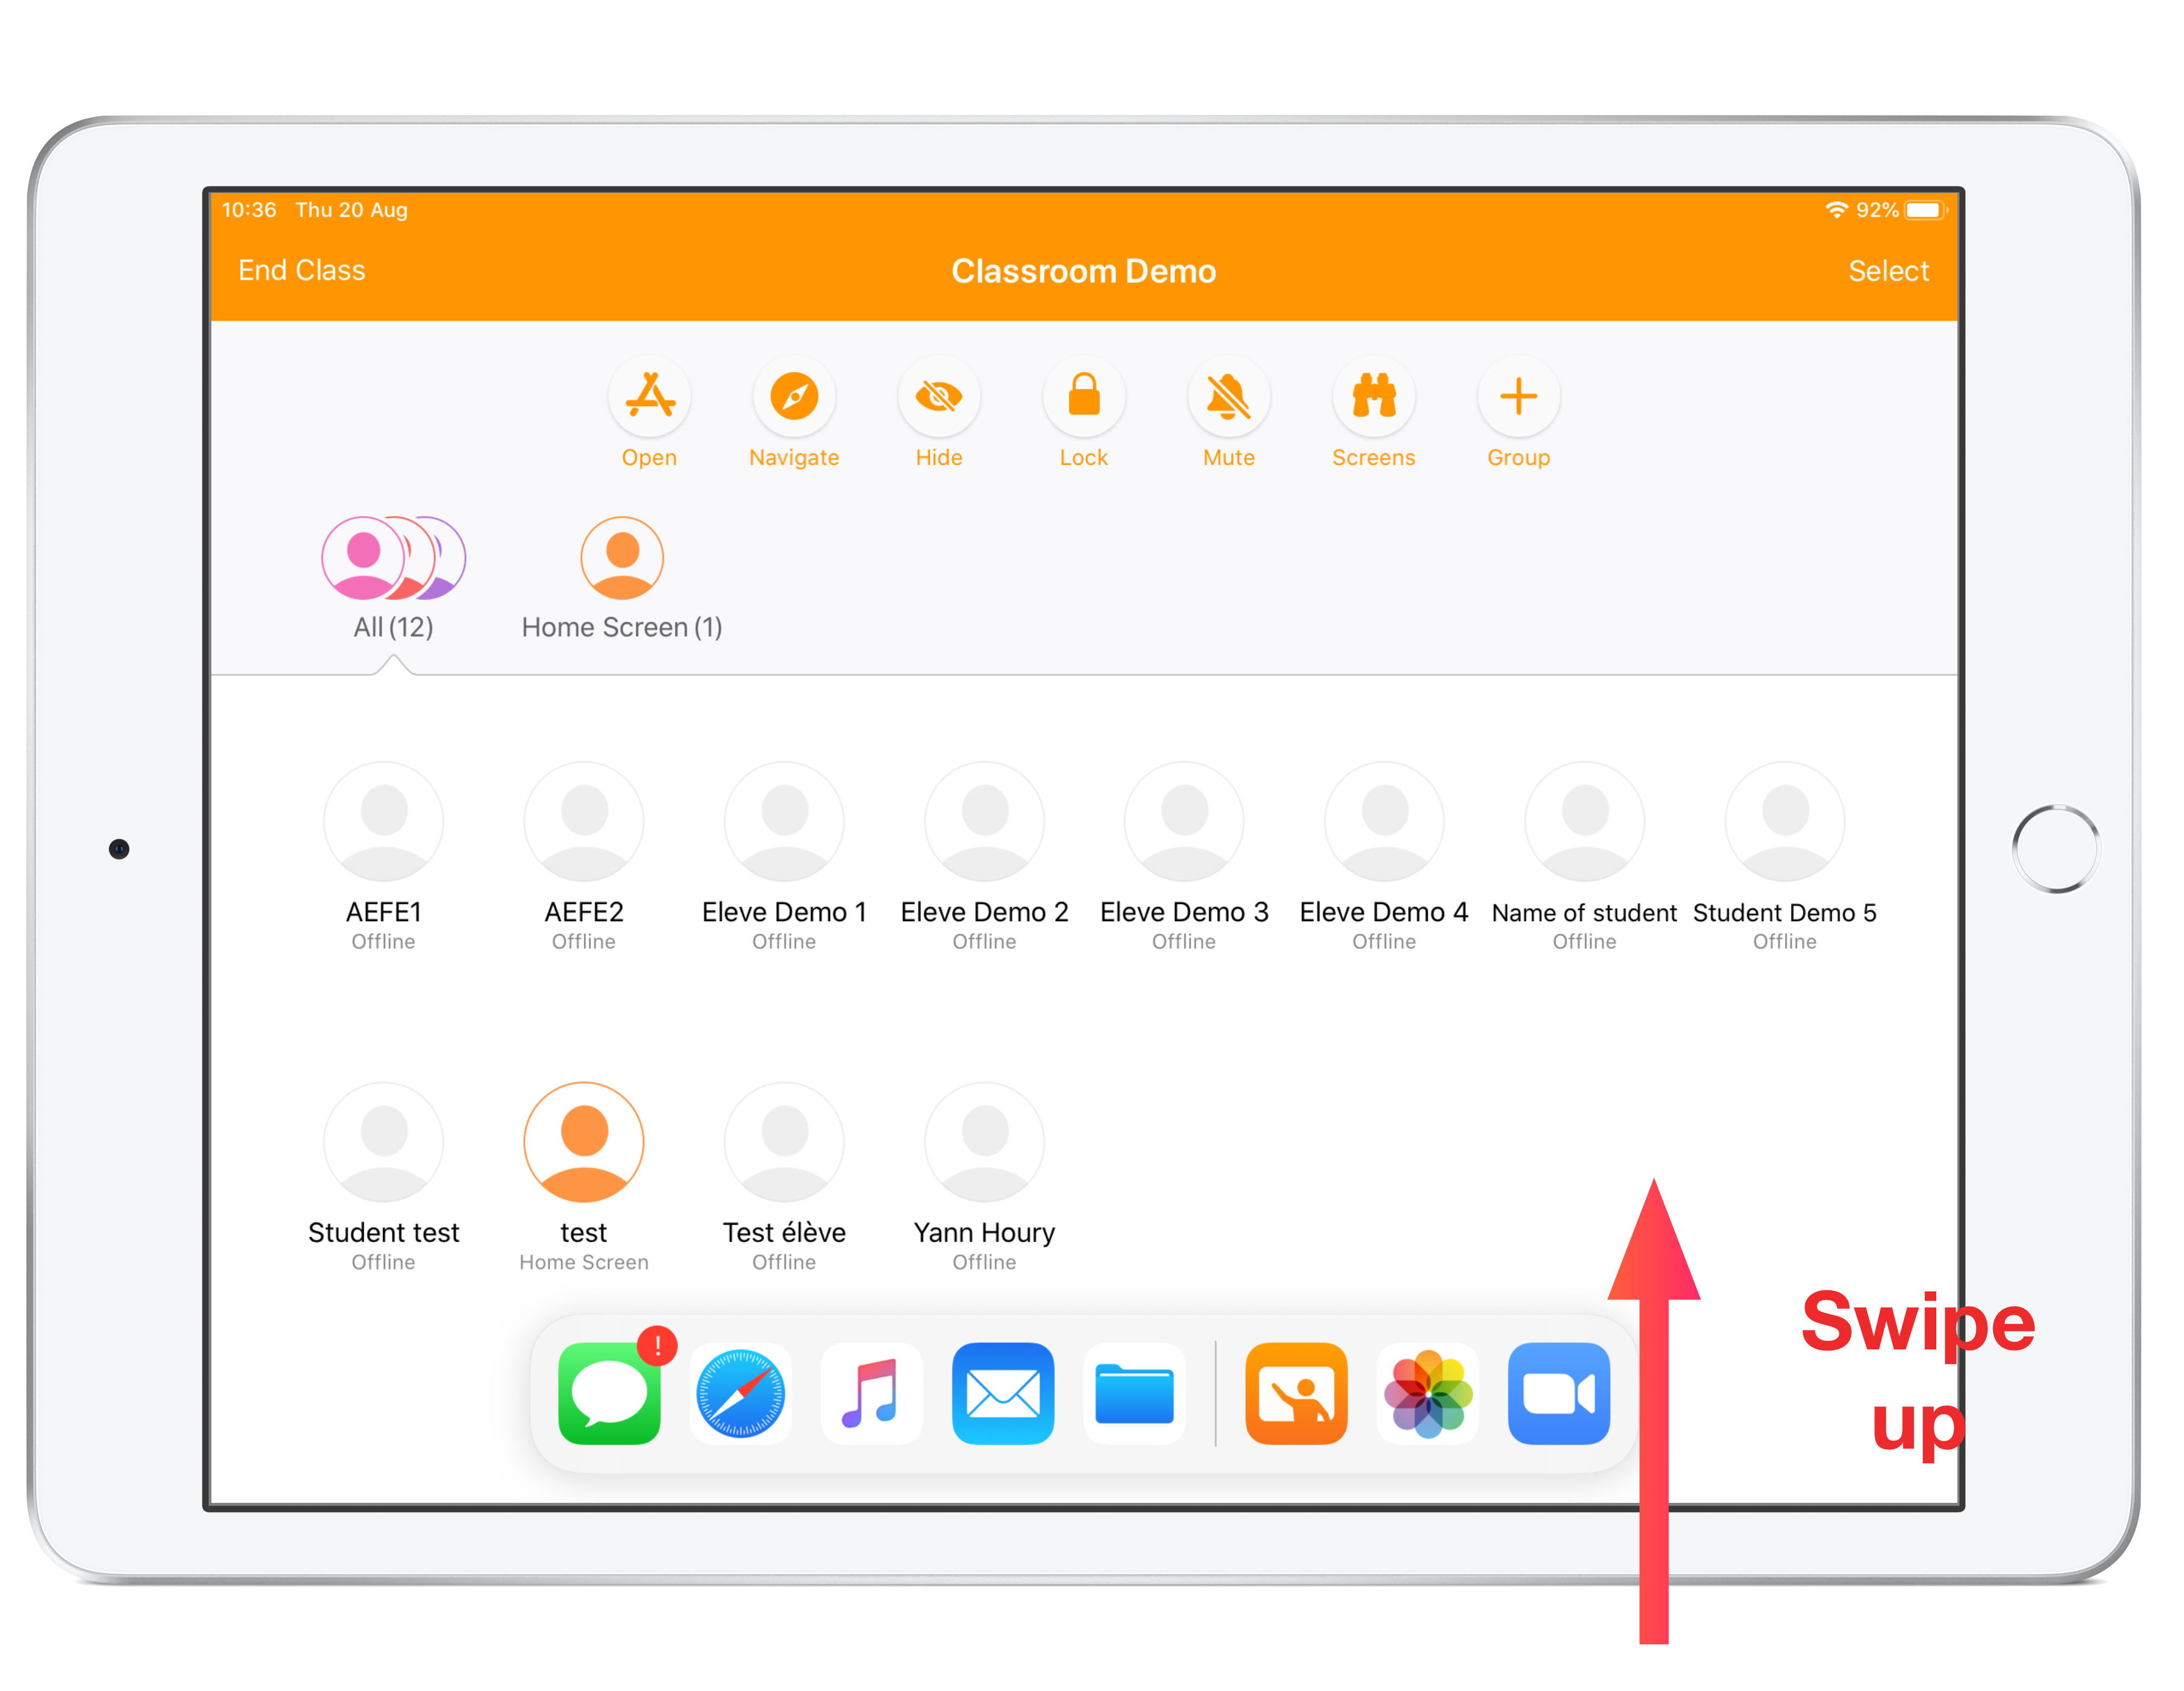 10:36 Thu 20 Aug 92%
End Class Classroom Demo Select
Open Navigate Hide Lock Mute Screens Group
All (12) Home Screen (1)
AEFE1 AEFE2 Eleve Demo 1 Eleve Demo 2 Eleve Demo 3 Eleve Demo 4 Name of student Student Demo 5
Offline Offline Offline Offline Offline Offline Offline Offline
Student test test Test élève Yann Houry
Offline Home Screen Offline Offline
!
Swipe
up